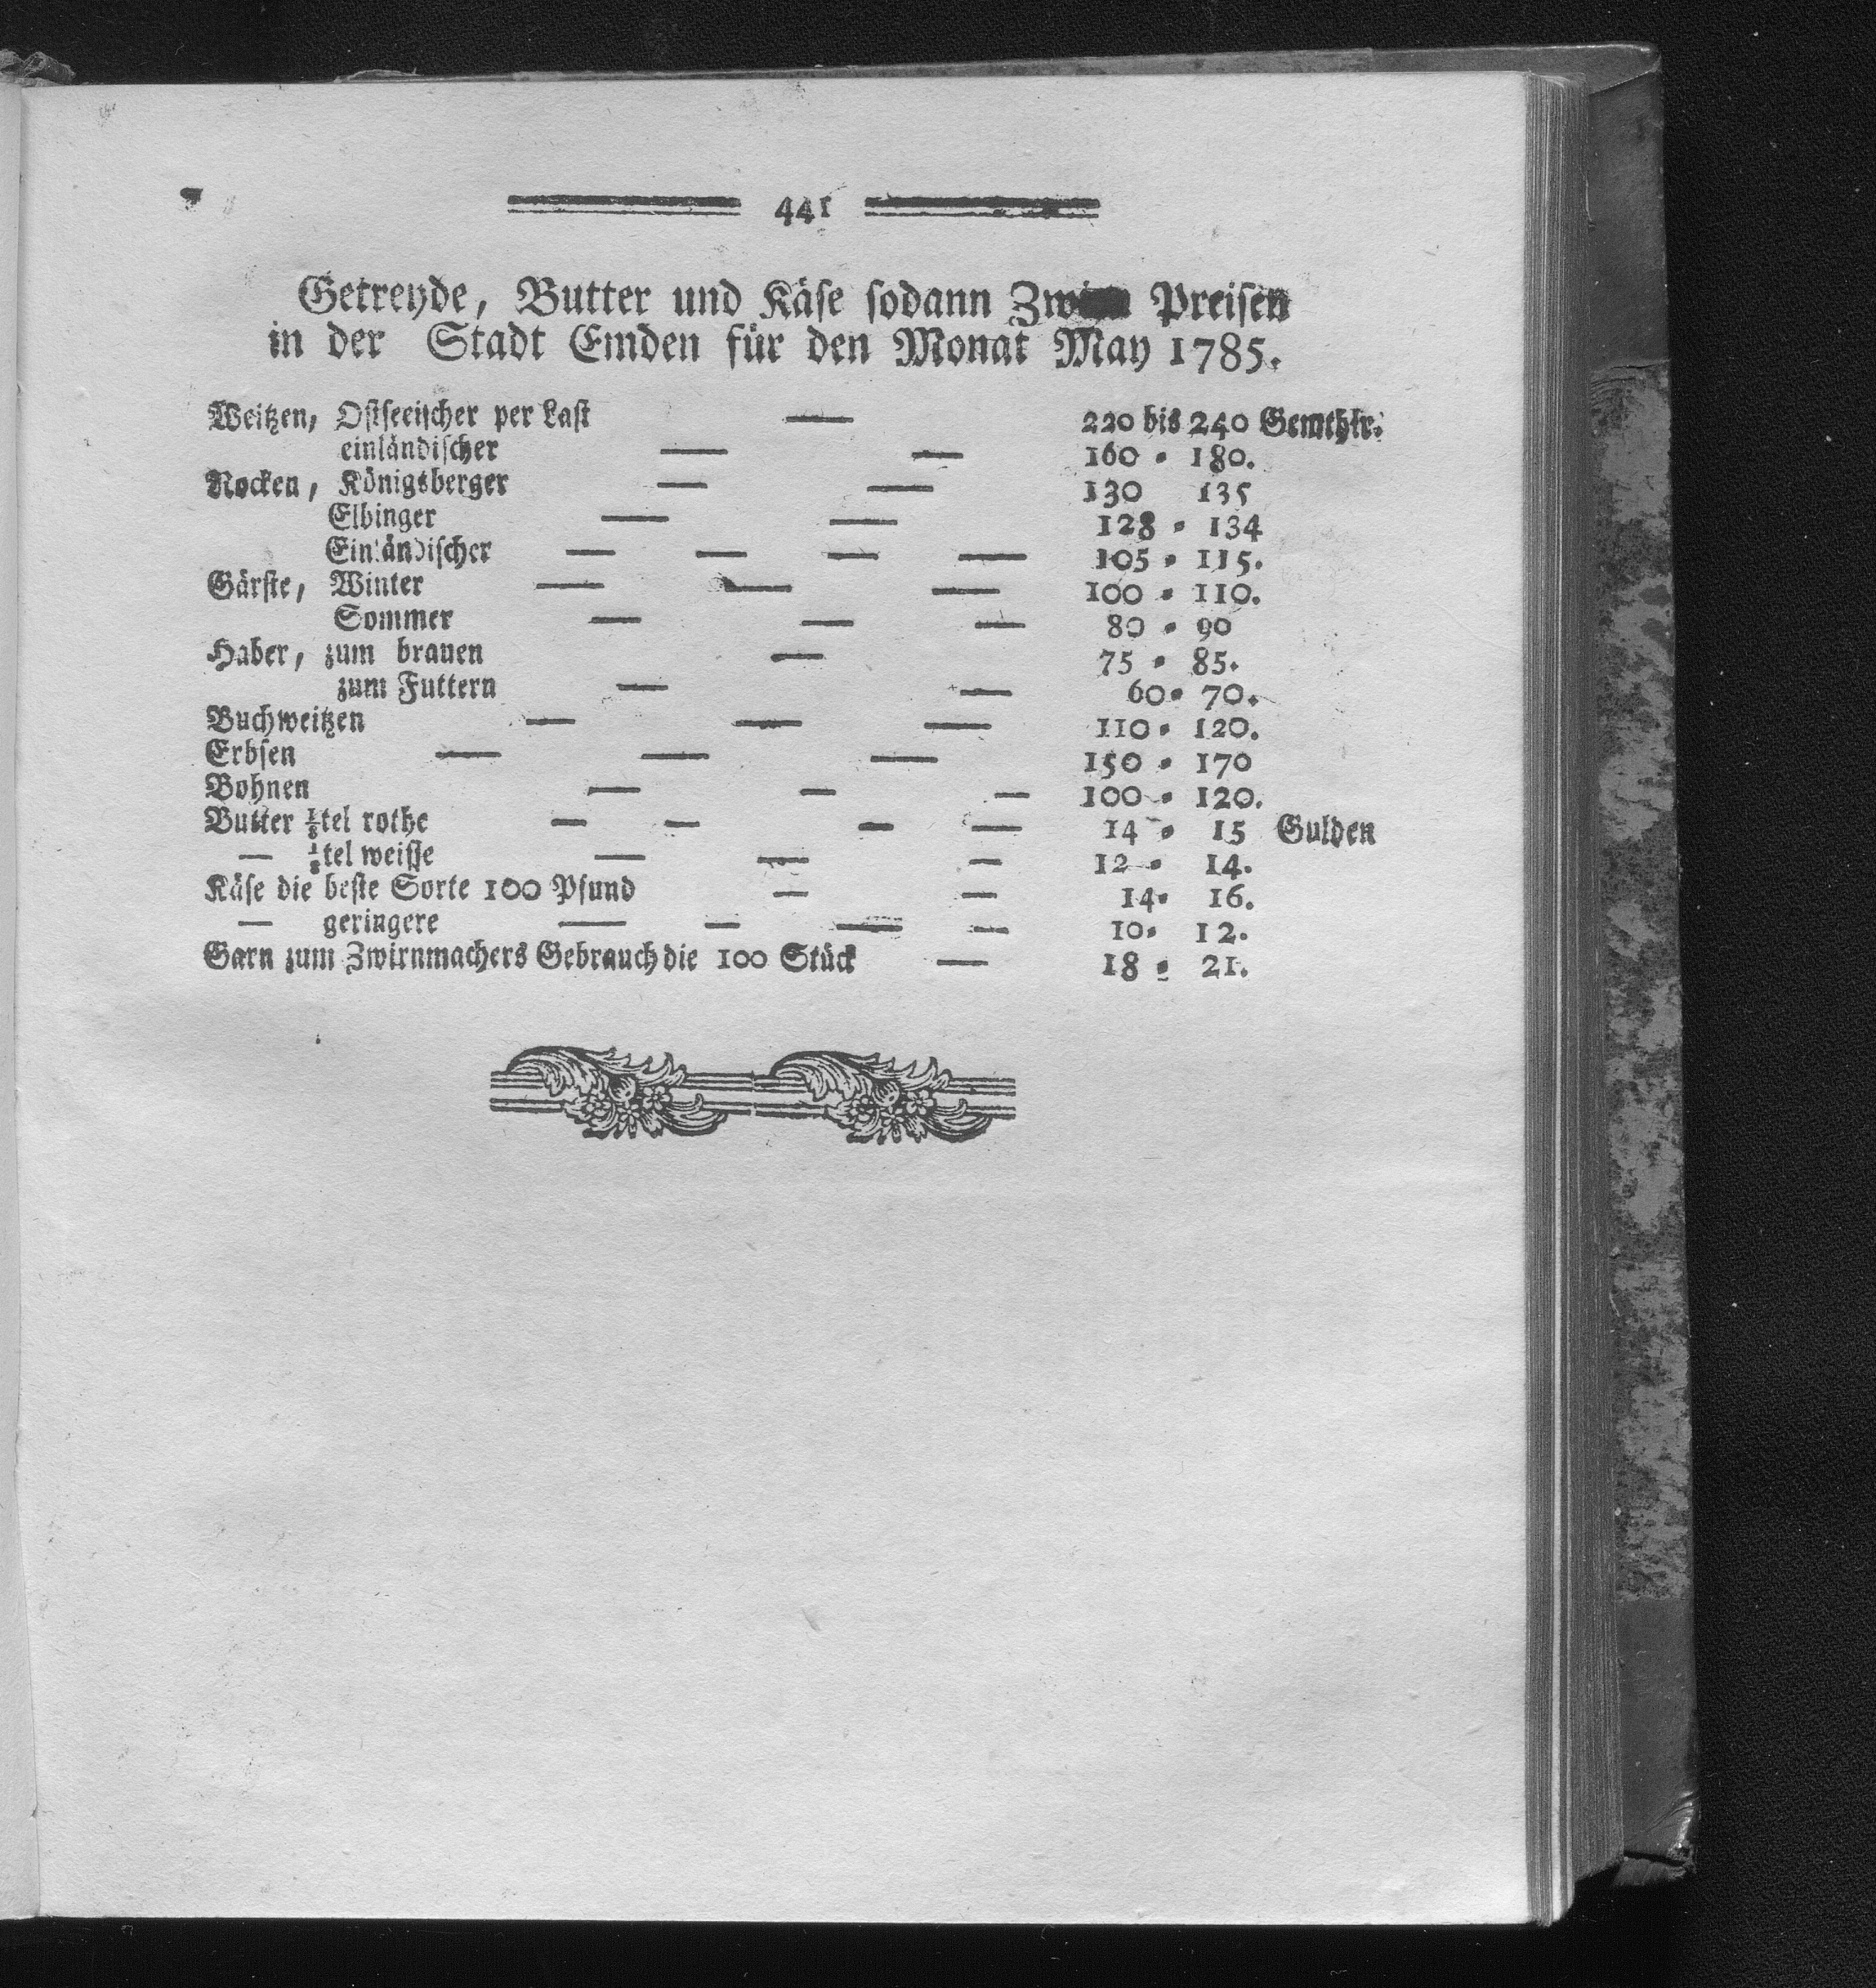 441
Getreyde, Butter und Käse sodann Preisen
in der Stadt Emden für den Monat May 1785.
Weitzen, Ostseeischer per Last — 220 bis 240 Gemthlr.
einländischer — — 160 = 180.
Rocken, Königsberger — — 130 135
Elbinger — — 128 = 134
Einländischer — — — — 105 = 115.
Gärste, Winter — — — 100 = 110.
Sommer — — — 80 = 90
Haber, zum brauen — 75 = 85.
zum Futtern — — 60 = 70.
Buchweitzen — — — 110 = 120.
Erbsen — — — 150 = 170
Bohnen — — — 100 = 120.
Butter ⅛tel rothe — — — — 14 = 15 Gulden
— ⅛tel weisse — — — 12 = 14.
Käse die beste Sorte 100 Pfund — — 14 = 16.
— geringere — — — — 10 = 12.
Garn zum Zwirnmachers Gebrauch die 100 Stück — 18 = 21.